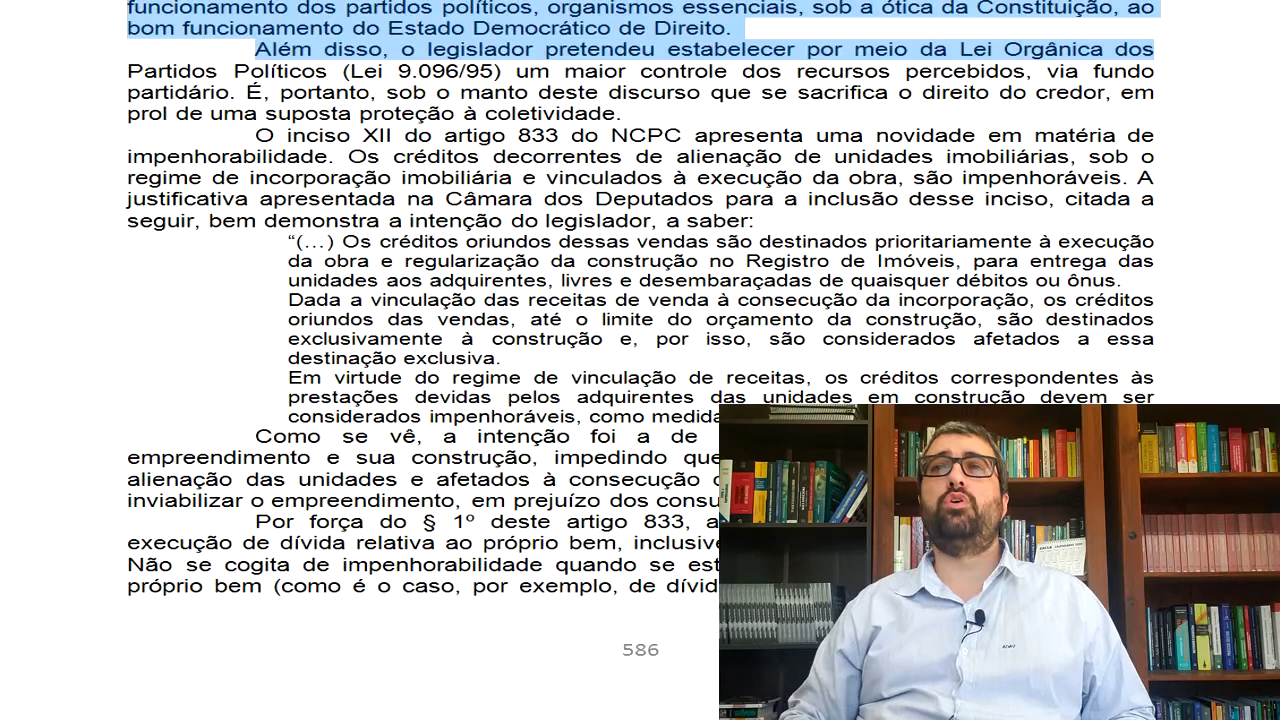 funcionamento dos partidos políticos, organismos essenciais, sob a ótica da Constituição, ao
bom funcionamento do Estado Democrático de Direito.
Além disso, o legislador pretendeu estabelecer por meio da Lei Orgânica dos
Partidos Políticos (Lei 9.096/95) um maior controle dos recursos percebidos, via fundo
partidário. É, portanto, sob o manto deste discurso que se sacrifica o direito do credor, em
prol de uma suposta proteção à coletividade.
O inciso XII do artigo 833 do NCPC apresenta uma novidade em matéria de
impenhorabilidade. Os créditos decorrentes de alienação de unidades imobiliárias, sob o
regime de incorporação imobiliária e vinculados à execução da obra, são impenhoráveis. A
justificativa apresentada na Câmara dos Deputados para a inclusão desse inciso, citada a
seguir, bem demonstra a intenção do legislador, a saber:
“(...) Os créditos oriundos dessas vendas são destinados prioritariamente à execução
da obra e regularização da construção no Registro de Imóveis, para entrega das
unidades aos adquirentes, livres e desembaraçadas de quaisquer débitos ou ônus.
Dada a vinculação das receitas de venda à consecução da incorporação, os créditos
oriundos das vendas, até o limite do orçamento da construção, são destinados
exclusivamente à construção e, por isso, são considerados afetados a essa
destinação exclusiva.
Em virtude do regime de vinculação de receitas, os créditos correspondentes às
prestações devidas pelos adquirentes das unidades em construção devem ser
considerados impenhoráveis, como medida
Como se vê, a intenção foi a de
empreendimento e sua construção, impedindo que
alienação das unidades e afetados à consecução
inviabilizar o empreendimento, em prejuízo dos consu
Por força do § 1º deste artigo 833, a
execução de dívida relativa ao próprio bem, inclusive
Não se cogita de impenhorabilidade quando se est
próprio bem (como é o caso, por exemplo, de dívid
586